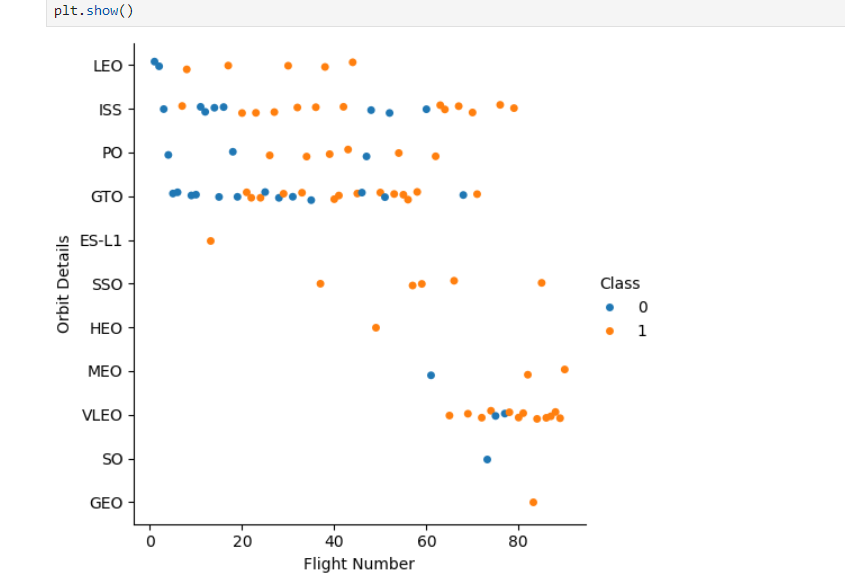 plt.show()
LEO
ISS
PO
GTO
ES-L1
SSO
HEO
MEO
VLEO
SO
GEO
Orbit Details
0 20 40 60 80
Flight Number
Class
0
1